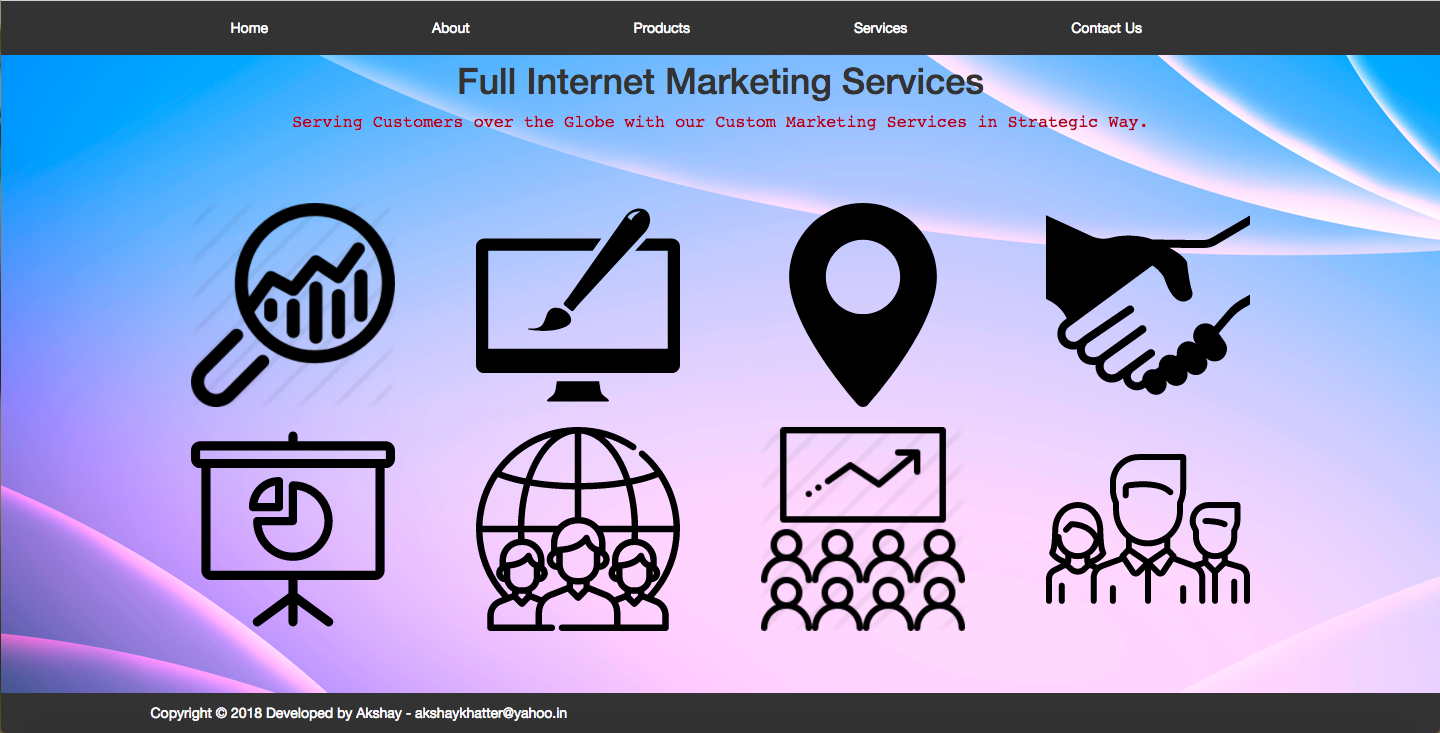 Home About Products Services Contact Us
Full Internet Marketing Services
Serving Customers over the Globe with our Custom Marketing Services in Strategic Way.
Copyright © 2018 Developed by Akshay - akshaykhatter@yahoo.in